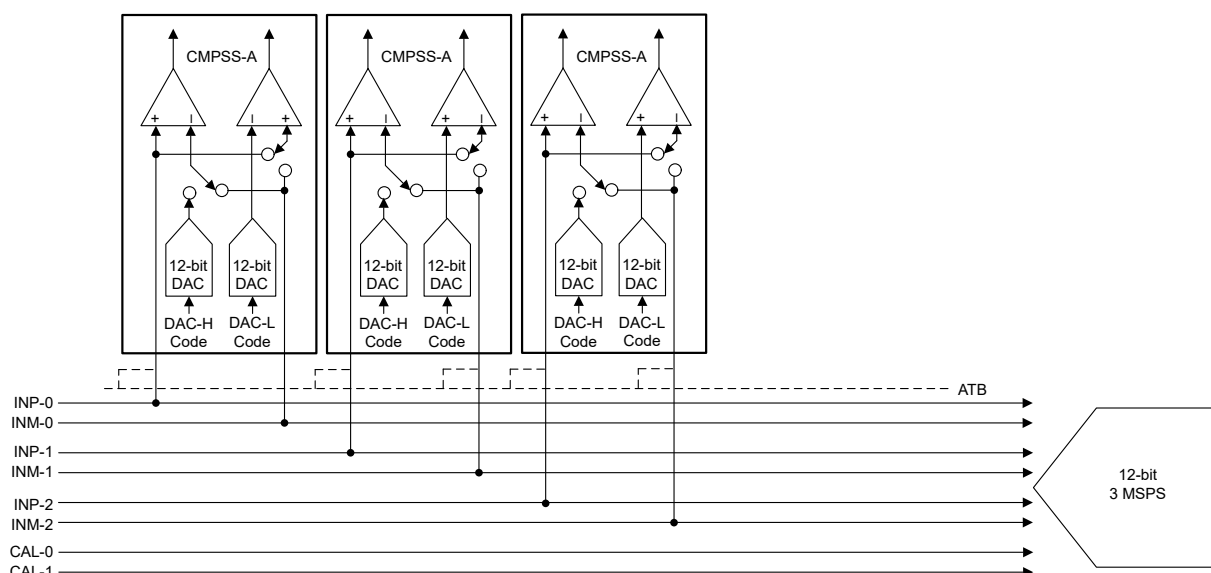 CMPSS-A CMPSS-A CMPSS-A
+ – – + + – + – + – + –
12-bit 12-bit 12-bit 12-bit 12-bit 12-bit
DAC DAC DAC DAC DAC DAC
DAC-H DAC-L DAC-H DAC-L DAC-H DAC-L
Code Code Code Code Code Code
ATB
INP-0
INM-0
INP-1
INM-1
12-bit
3 MSPS
INP-2
INM-2
CAL-0
CAL-1